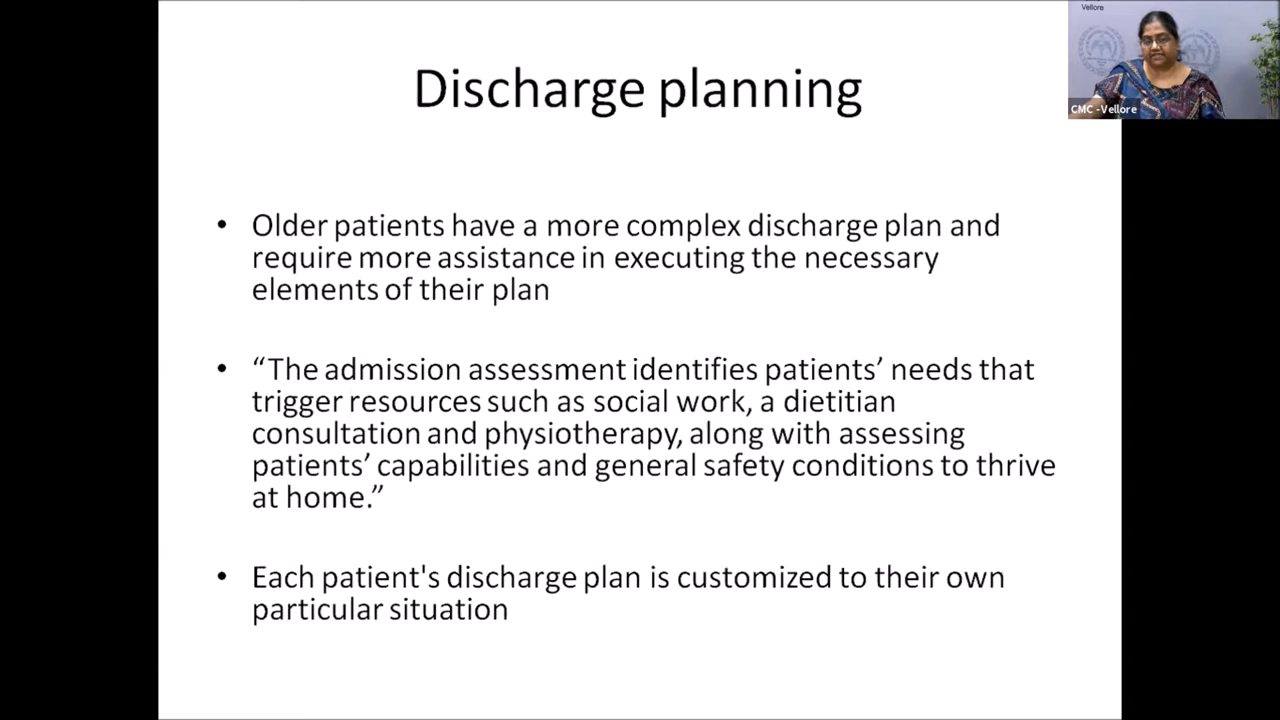 Vellore
CMC -Vellore
Discharge planning
• Older patients have a more complex discharge plan and
require more assistance in executing the necessary
elements of their plan
• “The admission assessment identifies patients’ needs that
trigger resources such as social work, a dietitian
consultation and physiotherapy, along with assessing
patients’ capabilities and general safety conditions to thrive
at home.”
• Each patient's discharge plan is customized to their own
particular situation